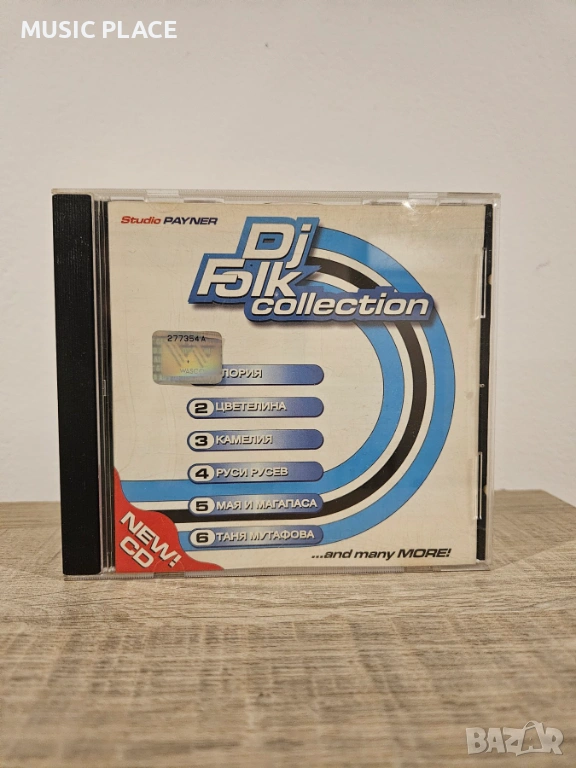 MUSIC PLACE
Studio PAYNER
Dj
Folk
collection
277354 A
ЛОРИЯ
2 ЦВЕТЕЛИНА
3 КАМЕЛИЯ
4 РУСИ РУСЕВ
5 МАЯ И МАГАПАСА
6 ТАНЯ МУТАФОВА
NEW!
CD
...and many MORE!
BAZAR